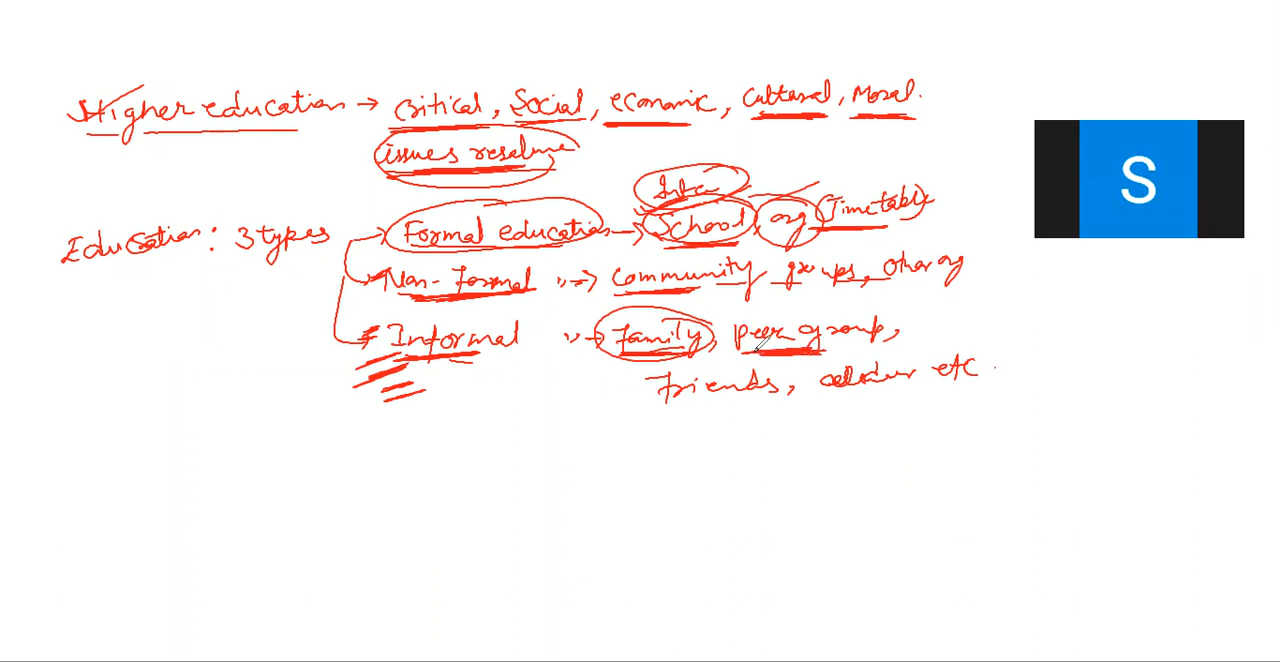 Higher education → Critical, Social, economic, Cultural, Moral.
issues resolve
Education: 3 types
Formal education → School, org (Timetable)
Non-Formal " → Community groups, other org
Informal " → Family, peer group,
Friends, etc
S